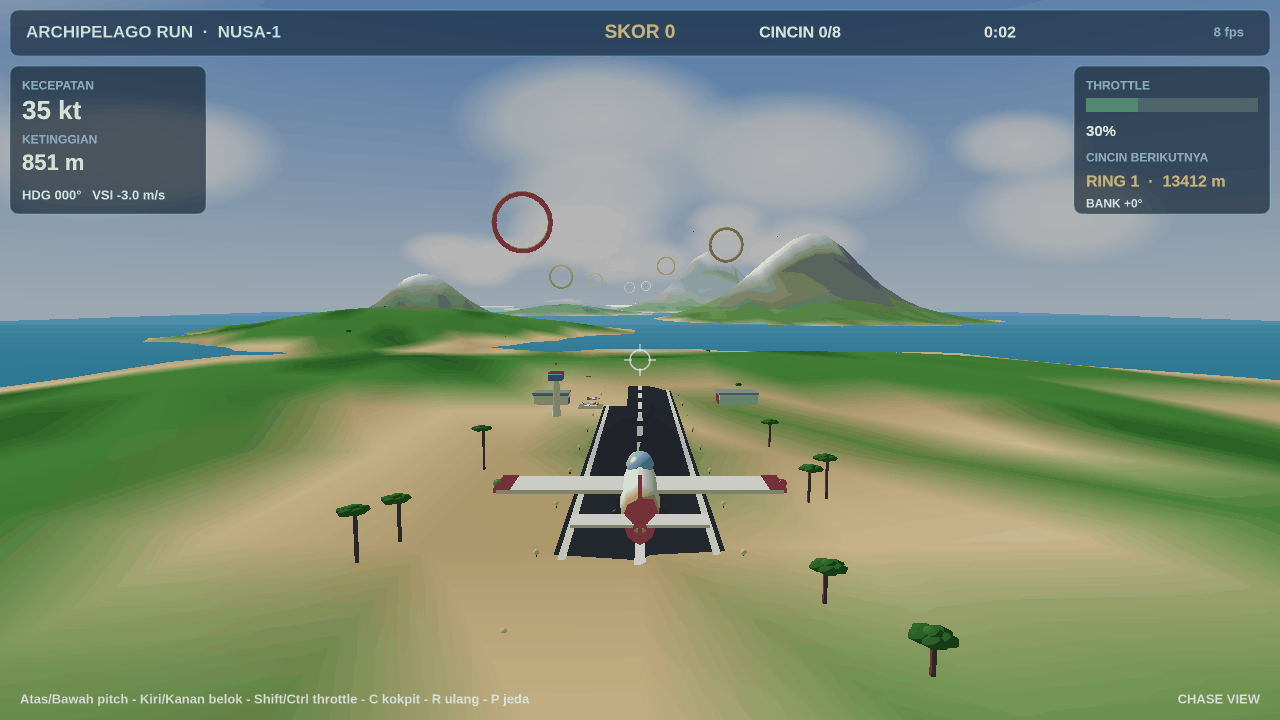 ARCHIPELAGO RUN · NUSA-1
SKOR 0
CINCIN 0/8
0:02
8 fps
KECEPATAN
35 kt
KETINGGIAN
851 m
HDG 000° VSI -3.0 m/s
THROTTLE
30%
CINCIN BERIKUTNYA
RING 1 · 13412 m
BANK +0°
Atas/Bawah pitch - Kiri/Kanan belok - Shift/Ctrl throttle - C kokpit - R ulang - P jeda
CHASE VIEW